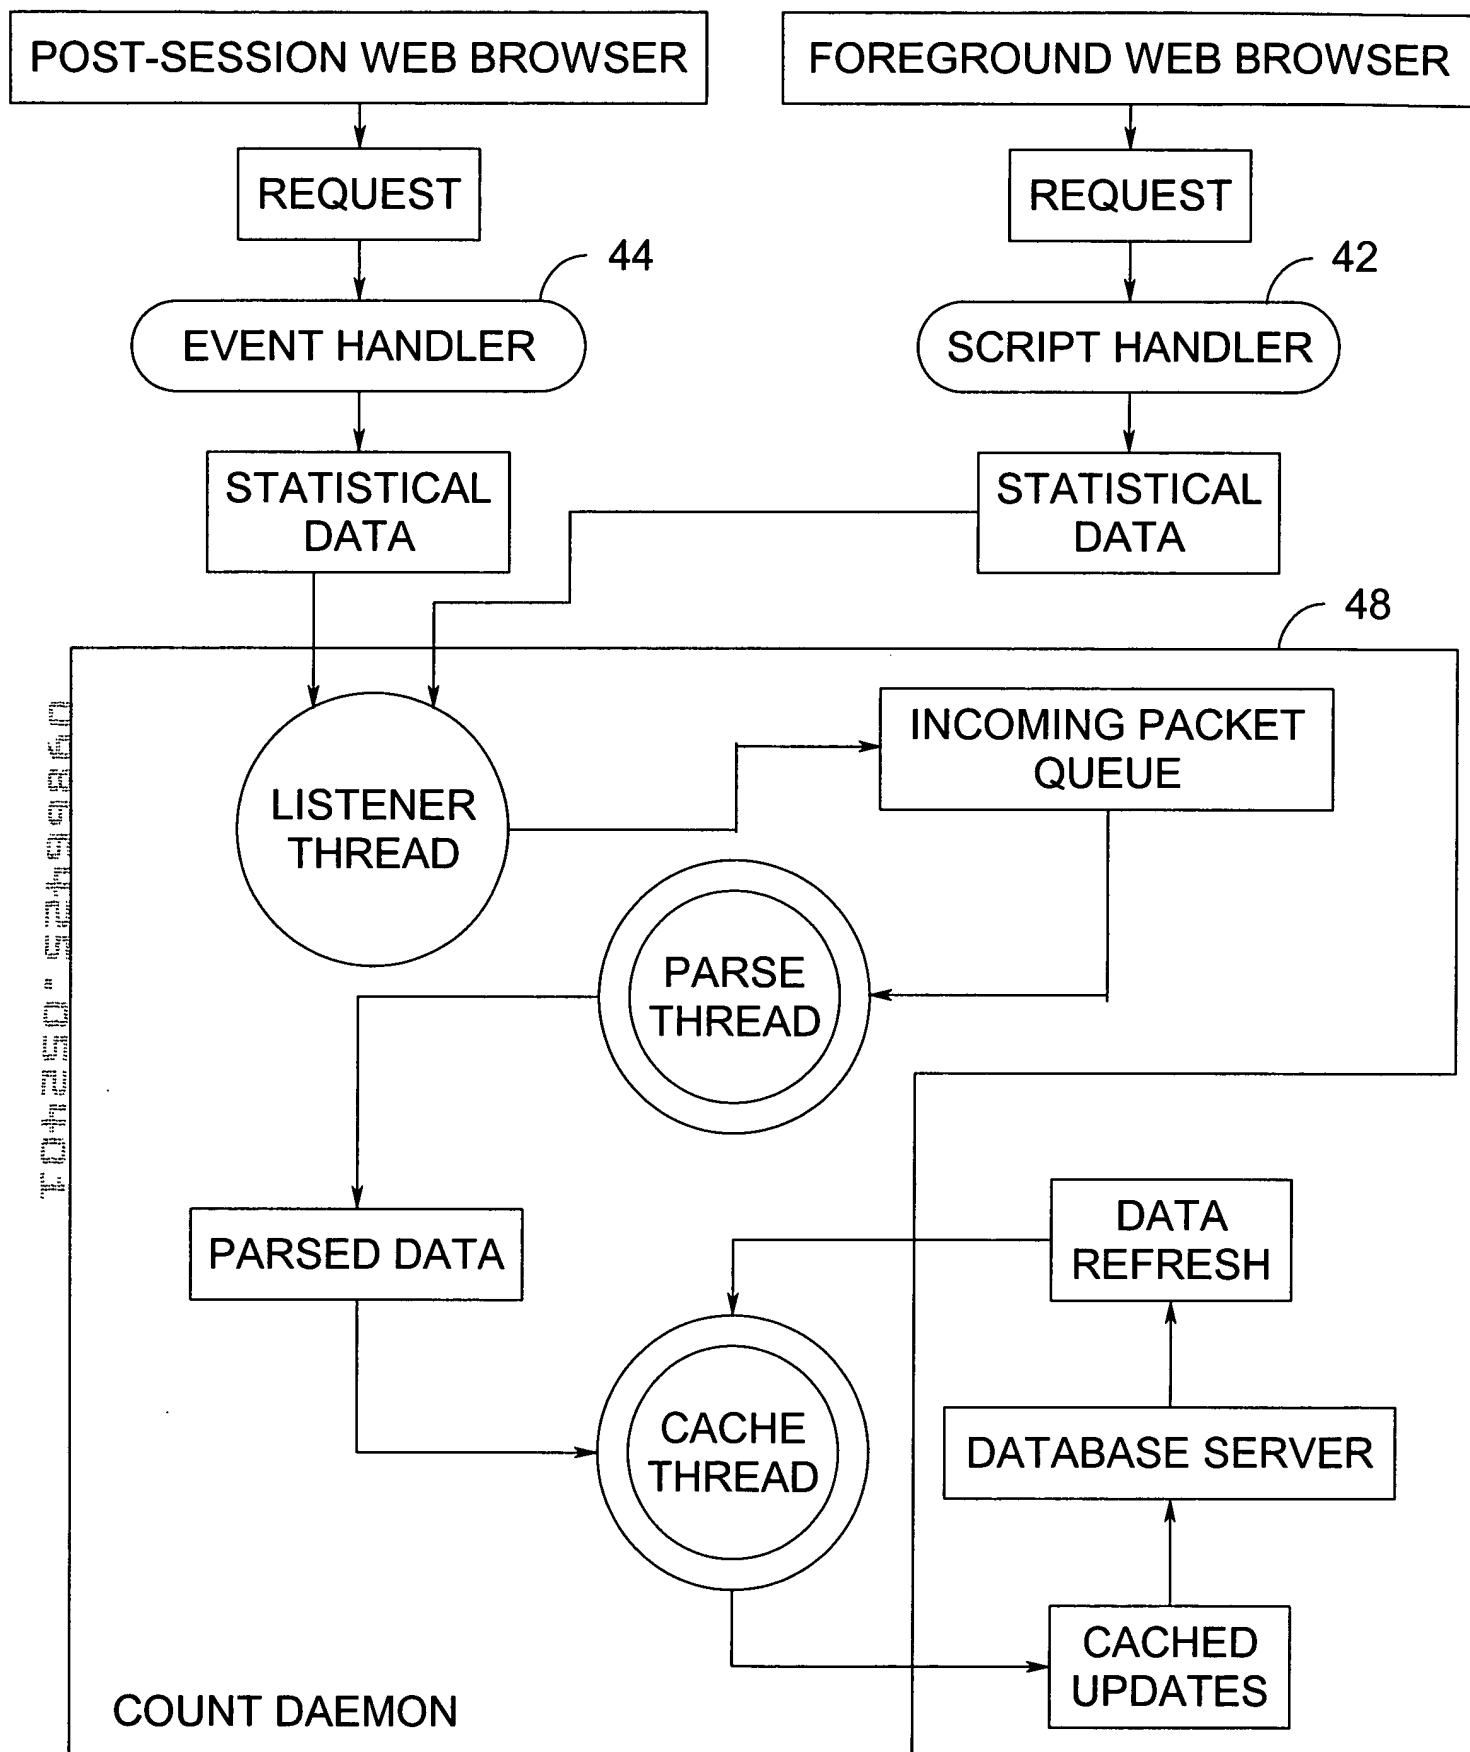 POST-SESSION WEB BROWSER
FOREGROUND WEB BROWSER
REQUEST
REQUEST
44
42
EVENT HANDLER
SCRIPT HANDLER
STATISTICAL
DATA
STATISTICAL
DATA
48
INCOMING PACKET
QUEUE
LISTENER
THREAD
PARSE
THREAD
DATA
REFRESH
PARSED DATA
CACHE
THREAD
DATABASE SERVER
CACHED
UPDATES
COUNT DAEMON